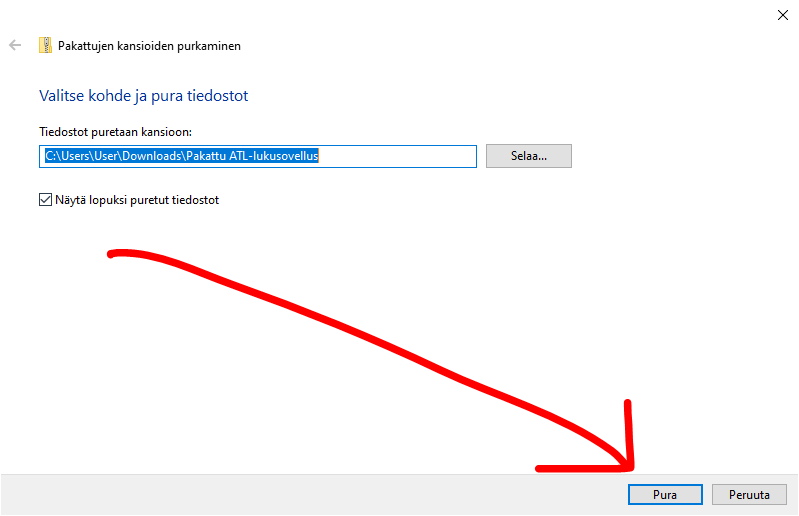 Pakattujen kansioiden purkaminen
Valitse kohde ja pura tiedostot
Tiedostot puretaan kansioon:
C:\Users\User\Downloads\Pakattu ATL-lukusovellus
Selaa...
Näytä lopuksi puretut tiedostot
Pura
Peruuta